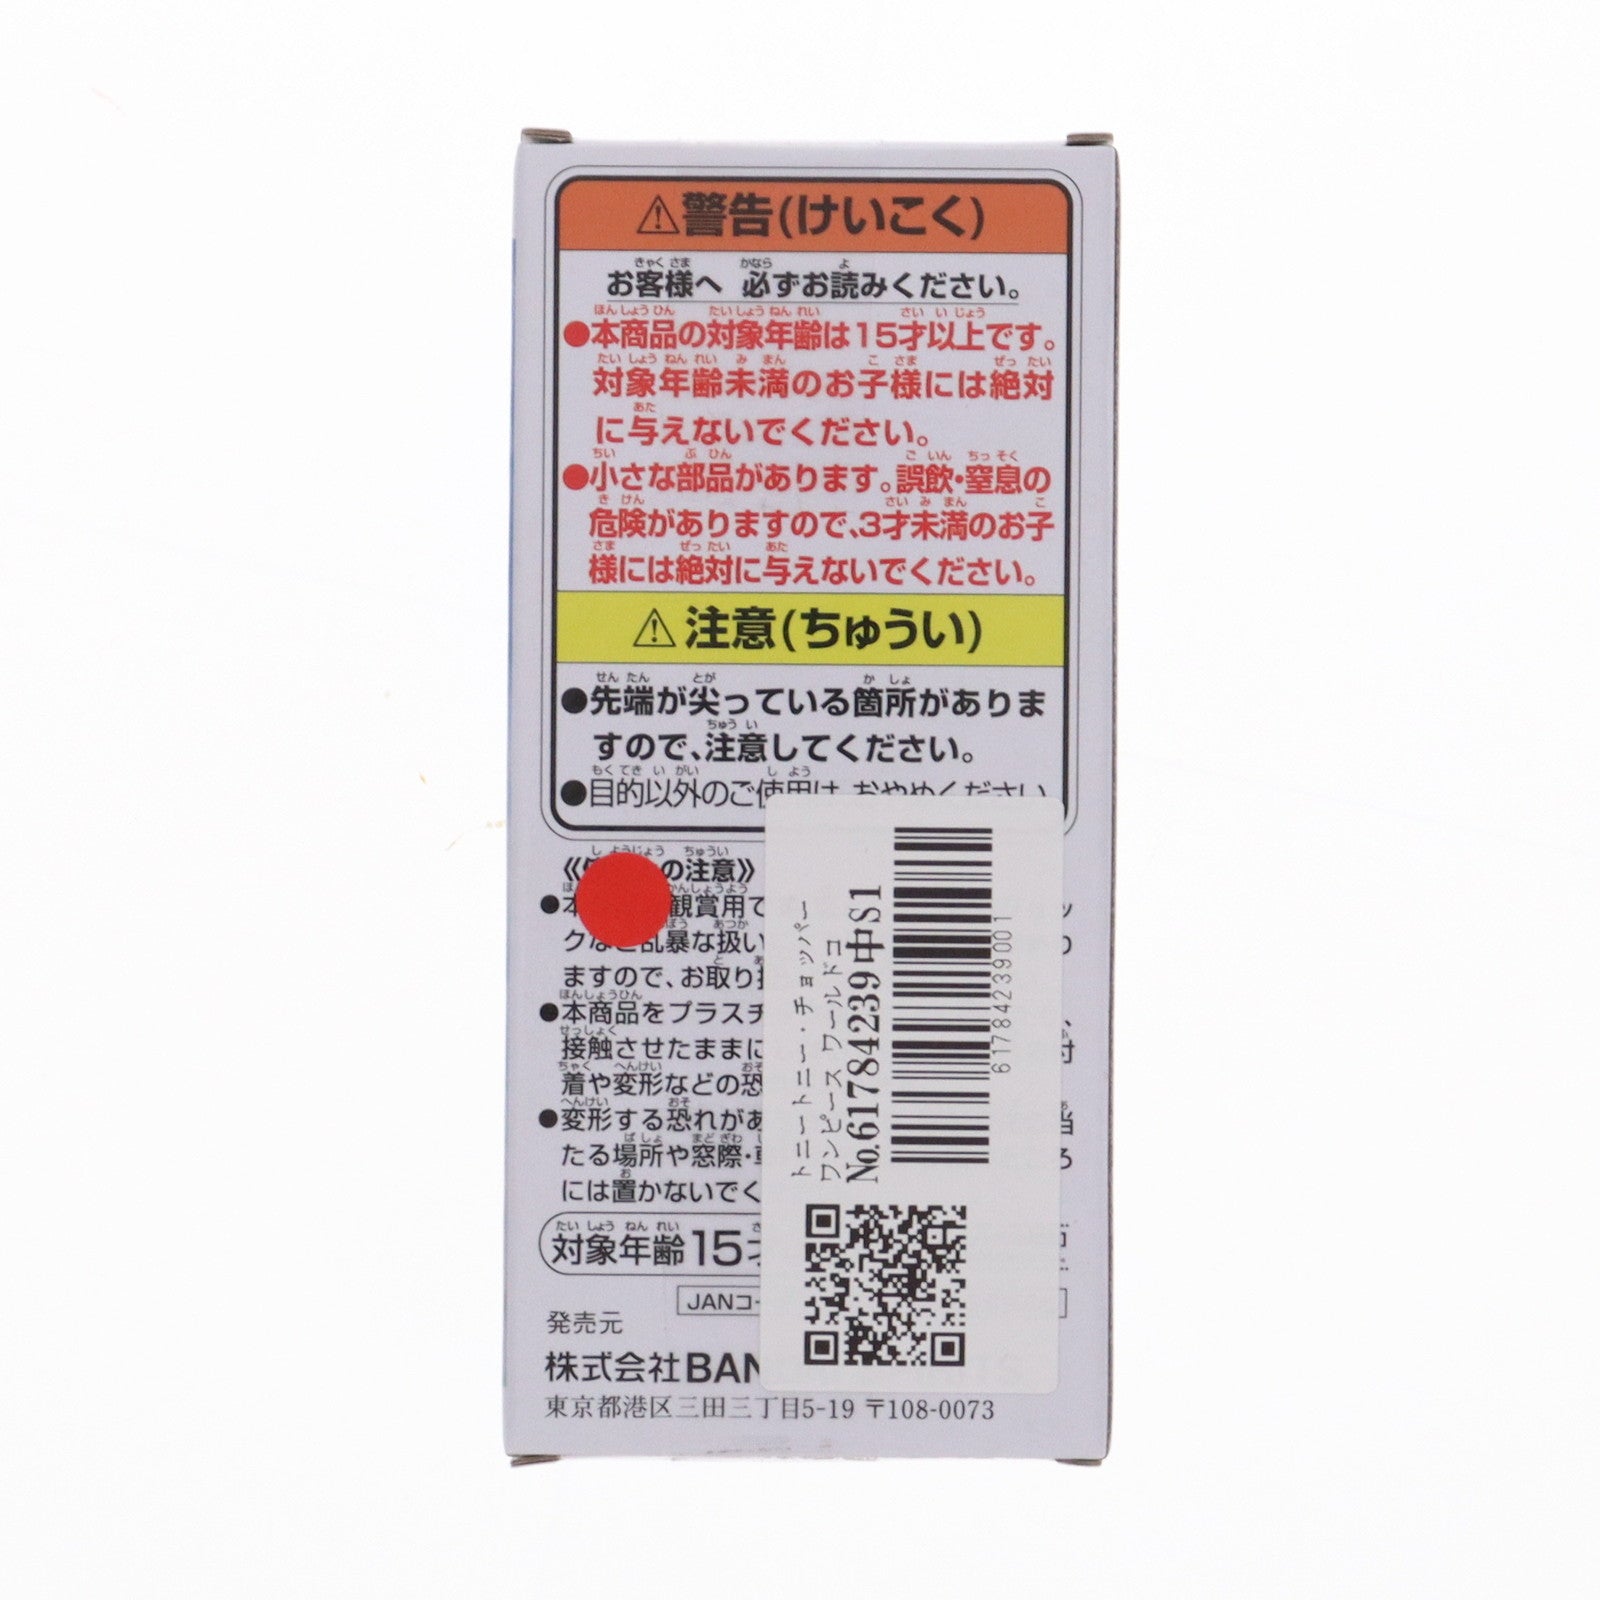 ⚠警告(けいこく)
お客様へ 必ずお読みください。
●本商品の対象年齢は15才以上です。
対象年齢未満のお子様には絶対
に与えないでください。
●小さな部品があります。誤飲・窒息の
危険がありますので、3才未満のお子
様には絶対に与えないでください。
⚠注意(ちゅうい)
●先端が尖っている箇所がありま
すので、注意してください。
●目的以外のご使用は、おやめください
の注意》
観賞用で
乱暴な扱い
ますので、お取り
●本商品をプラスチ
接触させたままに
着や変形などの恐
●変形する恐れがあ
たる場所や窓際・
には置かないでく
対象年齢15
JANコ
発売元
株式会社BAN
東京都港区三田三丁目5-19 〒108-0073
トニートニー・チョッパー
ワンピース ワールドコ
No.61784239中S1
61784239001